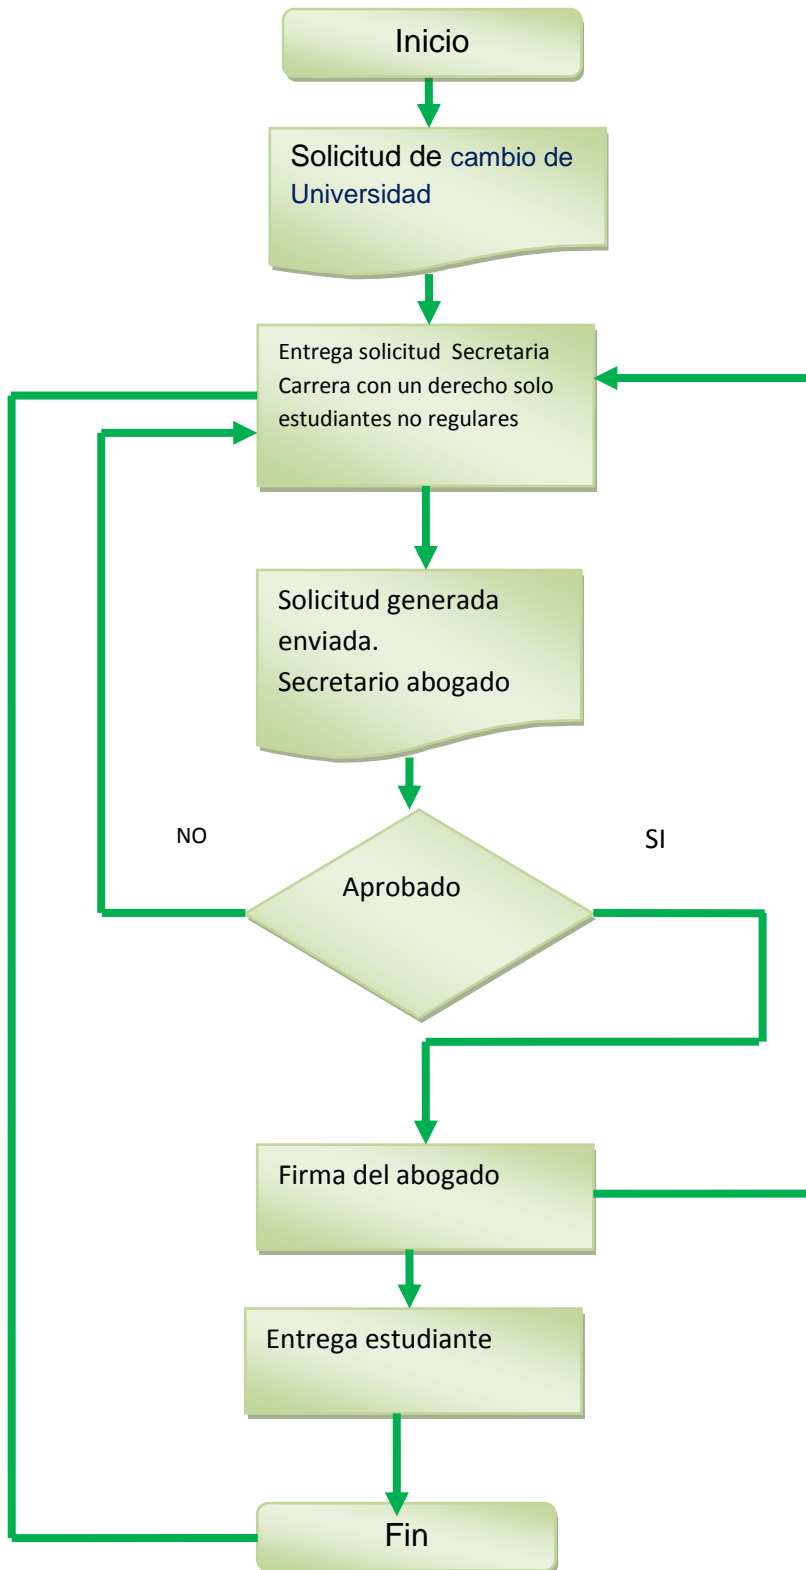 Inicio
Solicitud de cambio de
Universidad
Entrega solicitud Secretaria
Carrera con un derecho solo
estudiantes no regulares
Solicitud generada
enviada.
Secretario abogado
NO
SI
Aprobado
Firma del abogado
Entrega estudiante
Fin